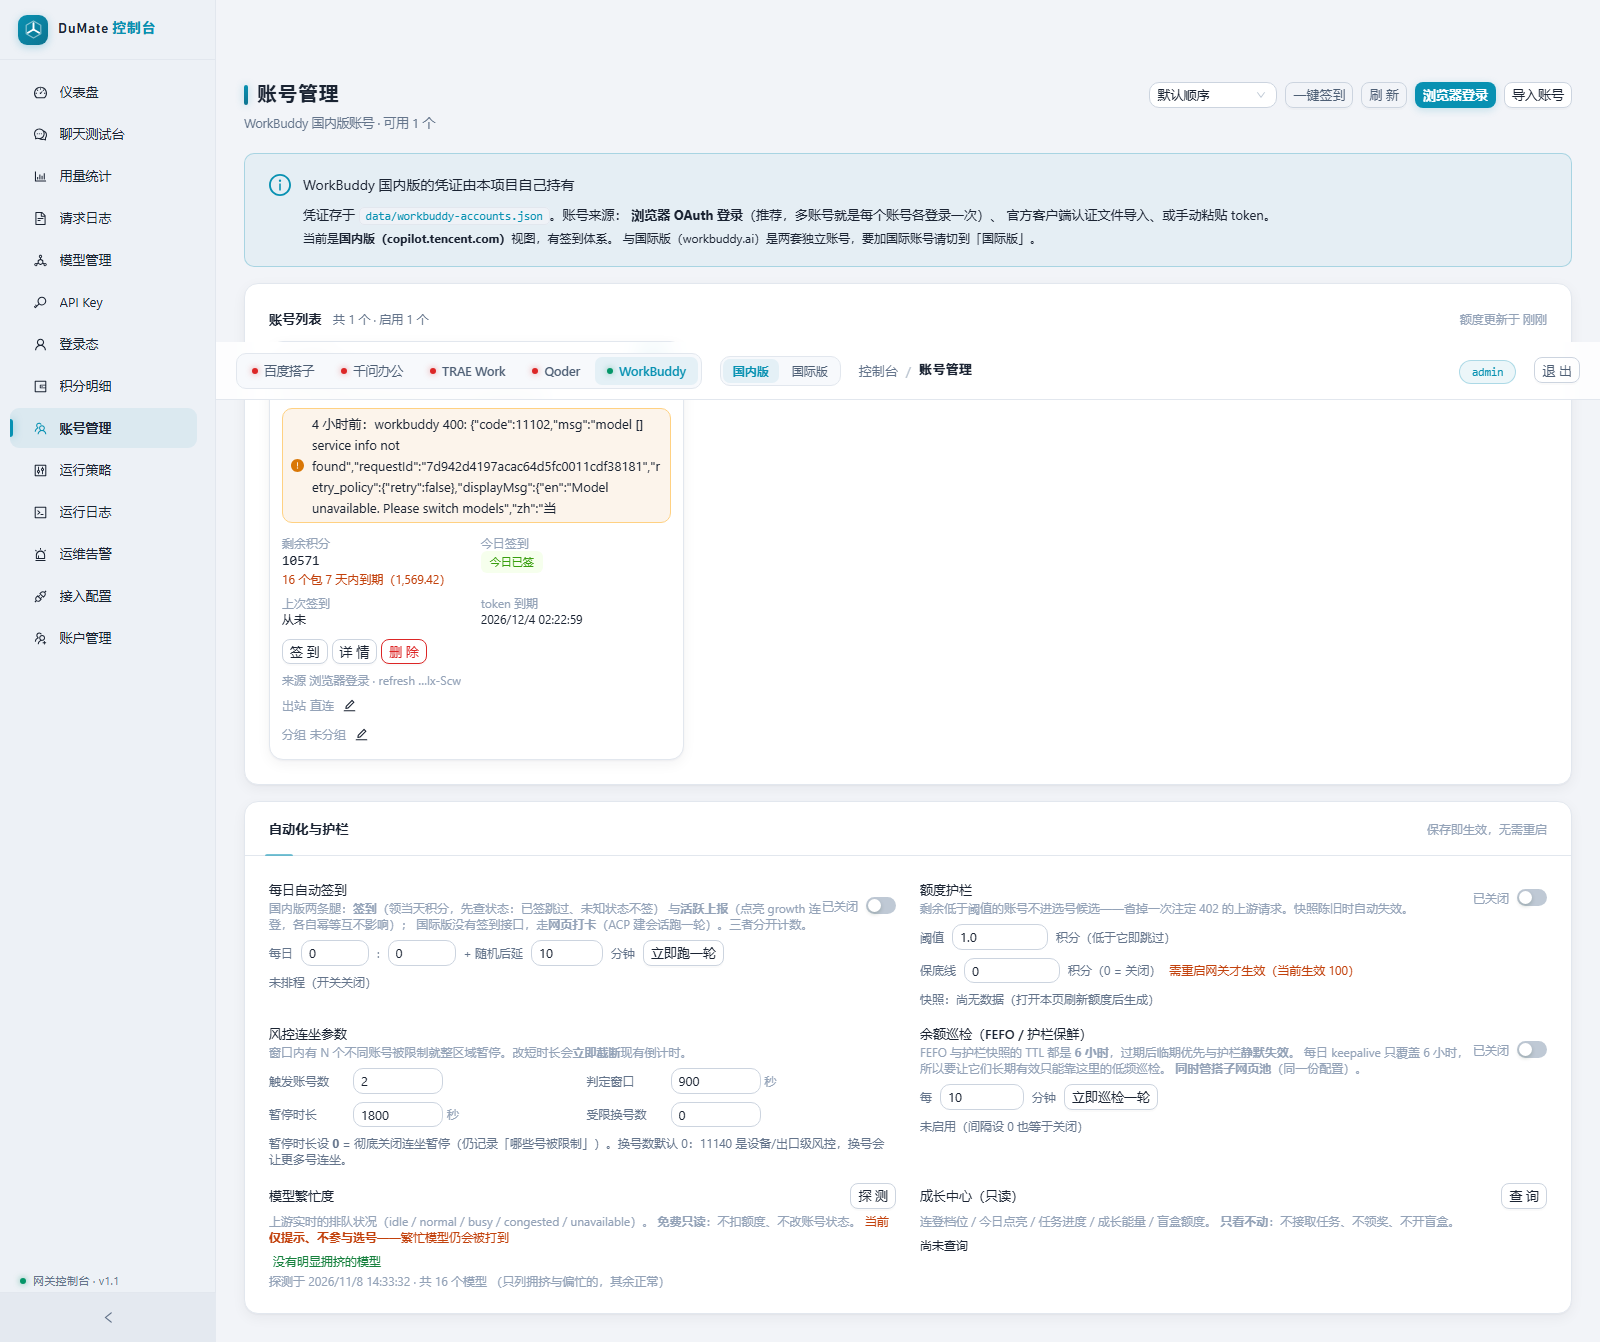 DuMate 控制台
仪表盘
聊天测试台
用量统计
请求日志
模型管理
API Key
登录态
积分明细
账号管理
运行策略
运行日志
运维告警
接入配置
账户管理
网关控制台 · v1.1
账号管理
WorkBuddy 国内版账号 · 可用 1 个
默认顺序
一键签到
刷 新
浏览器登录
导入账号
WorkBuddy 国内版的凭证由本项目自己持有
凭证存于 data/workbuddy-accounts.json 。账号来源： 浏览器 OAuth 登录（推荐，多账号就是每个账号各登录一次）、 官方客户端认证文件导入、或手动粘贴 token。
当前是国内版（copilot.tencent.com）视图，有签到体系。 与国际版（workbuddy.ai）是两套独立账号，要加国际账号请切到「国际版」。
账号列表 共 1 个 · 启用 1 个
额度更新于 刚刚
百度搭子
千问办公
TRAE Work
Qoder
WorkBuddy
国内版
国际版
控制台 / 账号管理
admin
退 出
4 小时前：workbuddy 400: {"code":11102,"msg":"model []
service info not
found","requestId":"7d942d4197acac64d5fc0011cdf38181","r
etry_policy":{"retry":false},"displayMsg":{"en":"Model
unavailable. Please switch models","zh":"当
剩余积分
10571
16 个包 7 天内到期（1,569.42）
今日签到
今日已签
上次签到
从未
token 到期
2026/12/4 02:22:59
签 到
详 情
删 除
来源 浏览器登录 · refresh ...lx-Scw
出站 直连
分组 未分组
自动化与护栏
保存即生效，无需重启
每日自动签到
国内版两条腿：签到（领当天积分，先查状态：已签跳过、未知状态不签） 与活跃上报（点亮 growth 连
登，各自幂等互不影响）； 国际版没有签到接口，走网页打卡（ACP 建会话跑一轮）。三者分开计数。
已关闭
每日 0 : 0 + 随机后延 10 分钟 立即跑一轮
未排程（开关关闭）
额度护栏
剩余低于阈值的账号不进选号候选——省掉一次注定 402 的上游请求。快照陈旧时自动失效。
已关闭
阈值 1.0 积分（低于它即跳过）
保底线 0 积分（0 = 关闭） 需重启网关才生效（当前生效 100）
快照：尚无数据（打开本页刷新额度后生成）
风控连坐参数
窗口内有 N 个不同账号被限制就整区域暂停。改短时长会立即截断现有倒计时。
触发账号数 2
判定窗口 900 秒
暂停时长 1800 秒
受限换号数 0
暂停时长设 0 = 彻底关闭连坐暂停（仍记录「哪些号被限制」）。换号数默认 0：11140 是设备/出口级风控，换号会
让更多号连坐。
余额巡检（FEFO / 护栏保鲜）
FEFO 与护栏快照的 TTL 都是 6 小时，过期后临期优先与护栏静默失效。 每日 keepalive 只覆盖 6 小时，
所以要让它们长期有效只能靠这里的低频巡检。 同时管搭子网页池（同一份配置）。
已关闭
每 10 分钟 立即巡检一轮
未启用（间隔设 0 也等于关闭）
模型繁忙度
探 测
上游实时的排队状况（idle / normal / busy / congested / unavailable）。 免费只读：不扣额度、不改账号状态。 当前
仅提示、不参与选号——繁忙模型仍会被打到
没有明显拥挤的模型
探测于 2026/11/8 14:33:32 · 共 16 个模型 （只列拥挤与偏忙的，其余正常）
成长中心（只读）
查 询
连登档位 / 今日点亮 / 任务进度 / 成长能量 / 盲盒额度。 只看不动：不接取任务、不领奖、不开盲盒。
尚未查询